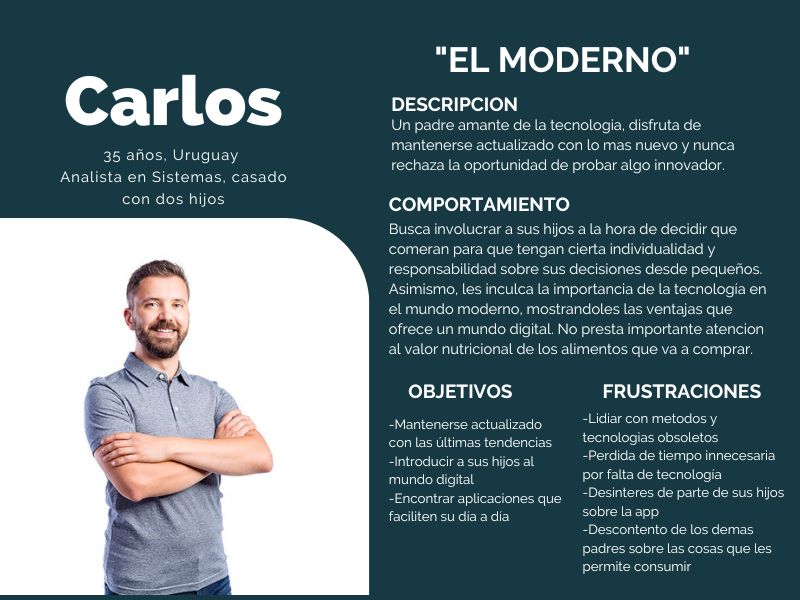 Carlos
35 años, Uruguay
Analista en Sistemas, casado
con dos hijos
"EL MODERNO"
DESCRIPCION
Un padre amante de la tecnologia, disfruta de
mantenerse actualizado con lo mas nuevo y nunca
rechaza la oportunidad de probar algo innovador.
COMPORTAMIENTO
Busca involucrar a sus hijos a la hora de decidir que
comeran para que tengan cierta individualidad y
responsabilidad sobre sus decisiones desde pequeños.
Asimismo, les inculca la importancia de la tecnología en
el mundo moderno, mostrandoles las ventajas que
ofrece un mundo digital. No presta importante atencion
al valor nutricional de los alimentos que va a comprar.
OBJETIVOS
-Mantenerse actualizado
con las últimas tendencias
-Introducir a sus hijos al
mundo digital
-Encontrar aplicaciones que
faciliten su dia a dia
FRUSTRACIONES
-Lidiar con metodos y
tecnologias obsoletos
-Perdida de tiempo innecesaria
por falta de tecnología
-Desinteres de parte de sus hijos
sobre la app
-Descontento de los demas
padres sobre las cosas que les
permite consumir